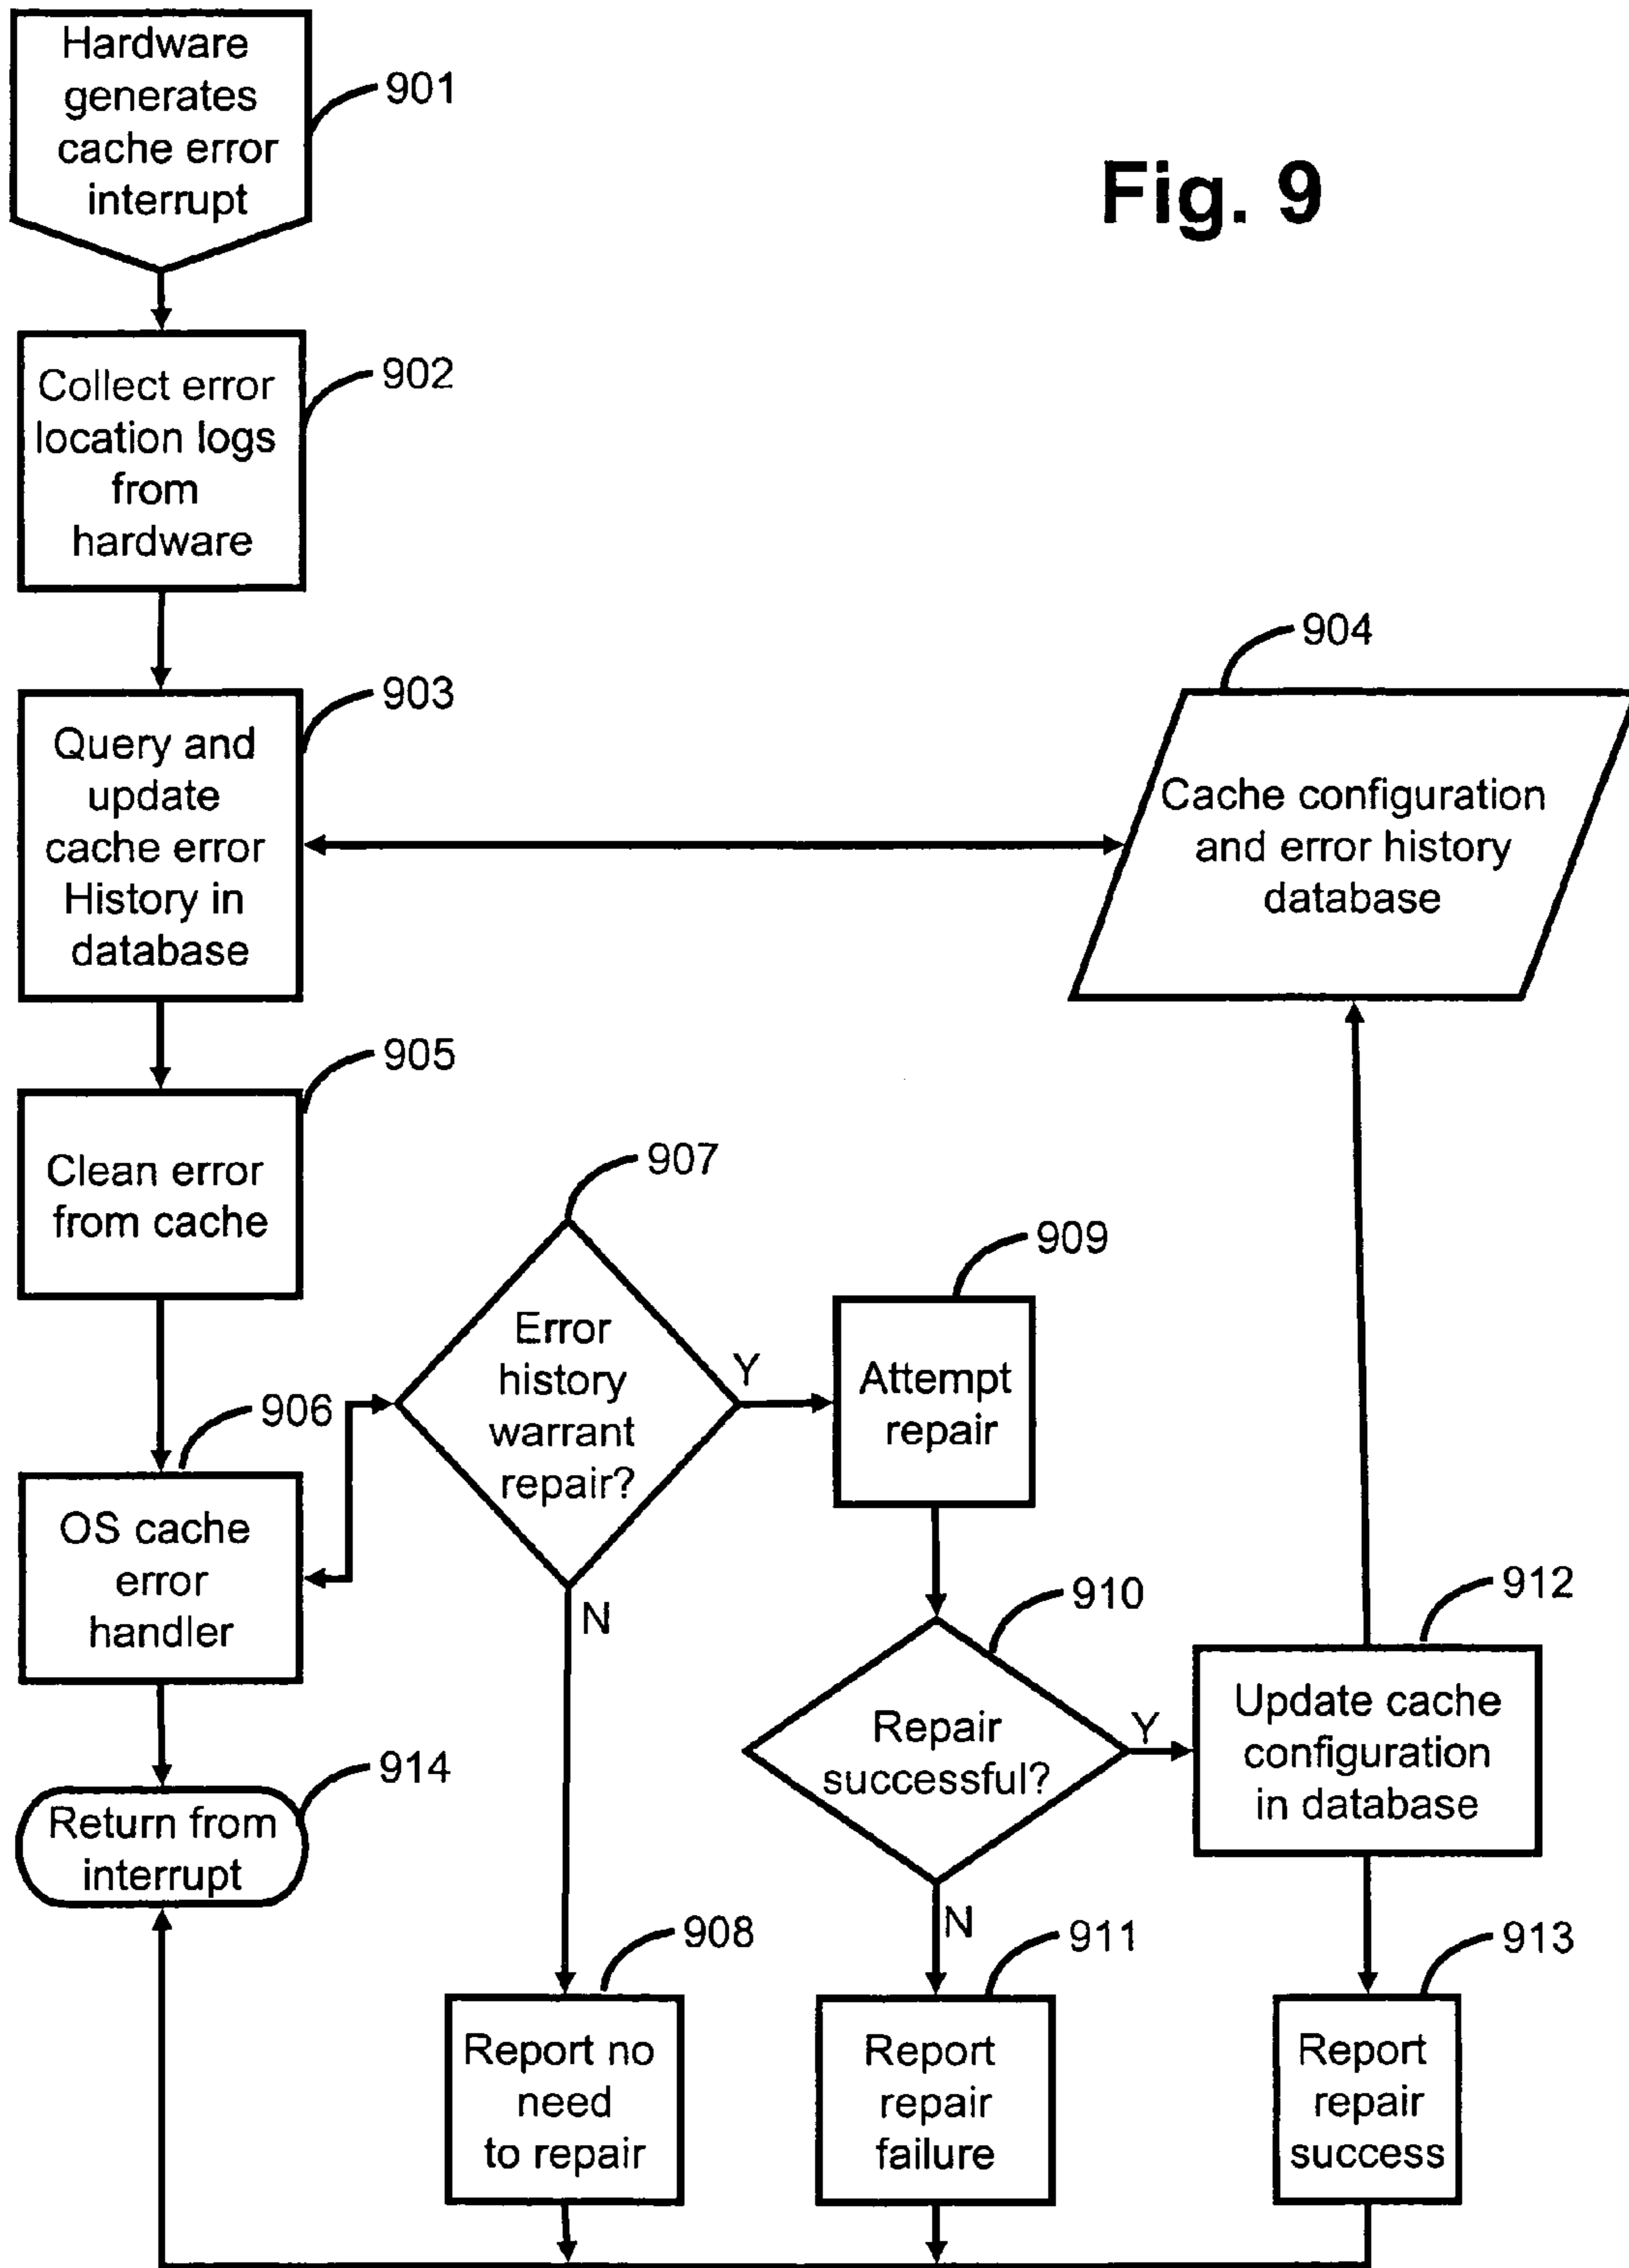 Hardware
generates
cache error
interrupt
901
Fig. 9
Collect error
location logs
from
hardware
902
Query and
update
cache error
History in
database
903
904
Cache configuration
and error history
database
Clean error
from cache
905
906
OS cache
error
handler
907
Error
history
warrant
repair?
Y
N
909
Attempt
repair
910
Repair
successful?
Y
N
912
Update cache
configuration
in database
914
Return from
interrupt
908
Report no
need
to repair
911
Report
repair
failure
913
Report
repair
success